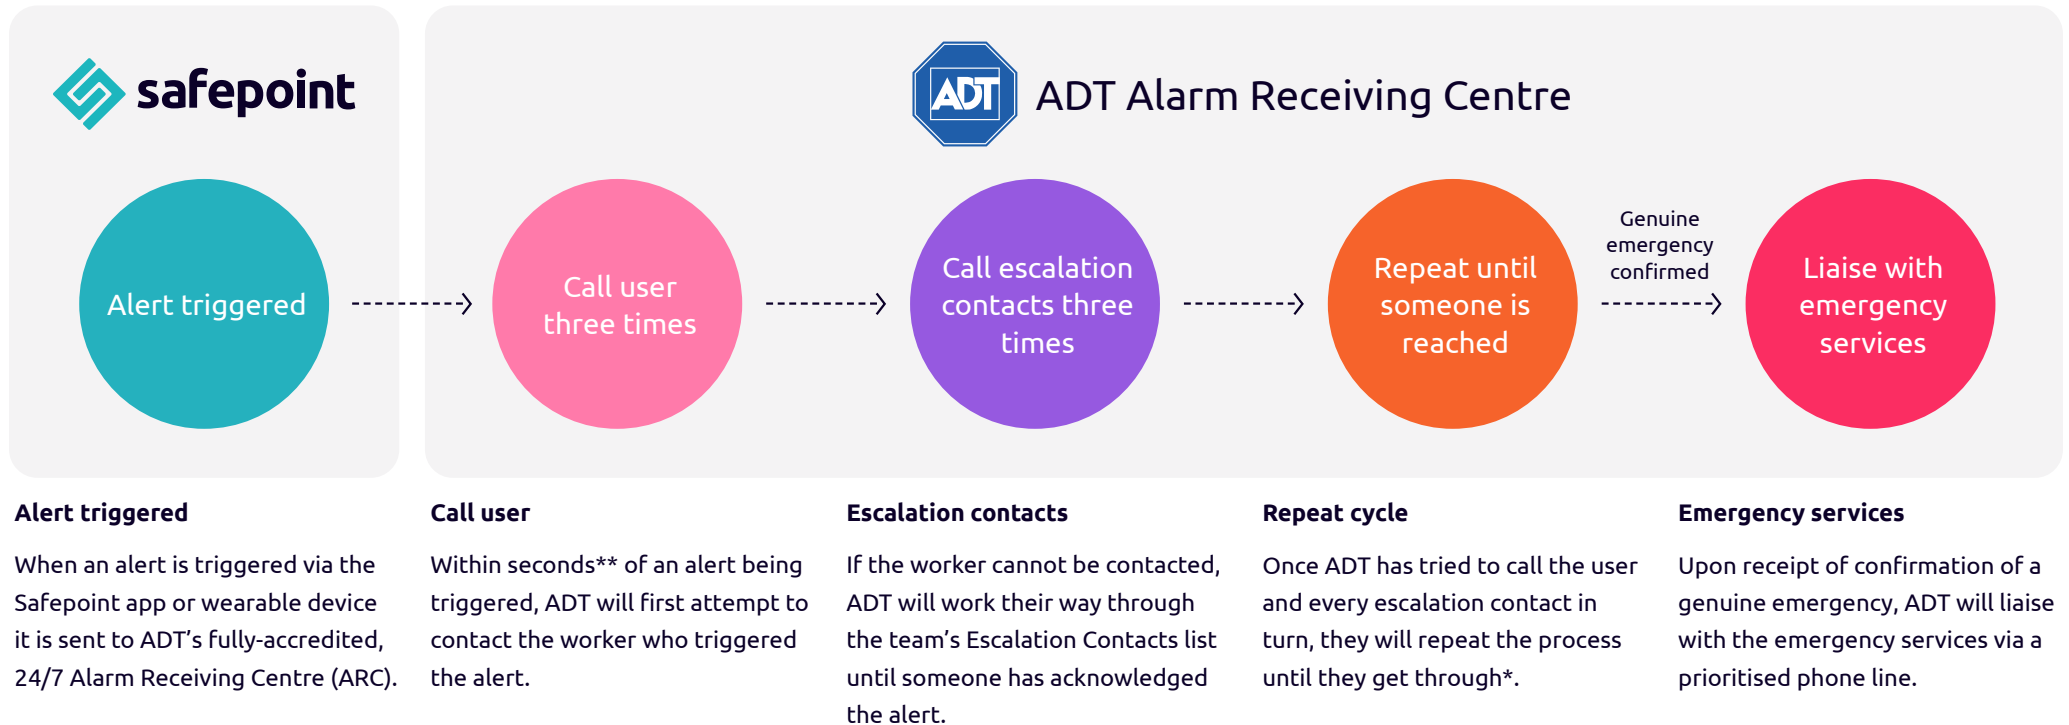 safepoint
ADT
ADT Alarm Receiving Centre
Alert triggered
Call user
three times
Call escalation
contacts three
times
Repeat until
someone is
reached
Genuine
emergency
confirmed
Liaise with
emergency
services
Alert triggered
When an alert is triggered via the
Safepoint app or wearable device
it is sent to ADT’s fully-accredited,
24/7 Alarm Receiving Centre (ARC).
Call user
Within seconds** of an alert being
triggered, ADT will first attempt to
contact the worker who triggered
the alert.
Escalation contacts
If the worker cannot be contacted,
ADT will work their way through
the team’s Escalation Contacts list
until someone has acknowledged
the alert.
Repeat cycle
Once ADT has tried to call the user
and every escalation contact in
turn, they will repeat the process
until they get through*.
Emergency services
Upon receipt of confirmation of a
genuine emergency, ADT will liaise
with the emergency services via a
prioritised phone line.